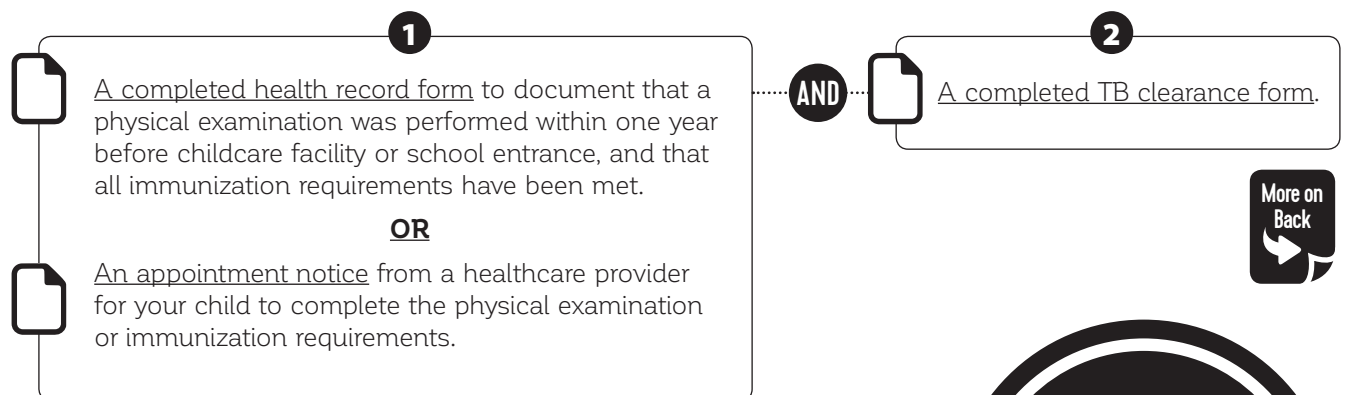 1
A completed health record form to document that a
physical examination was performed within one year
before childcare facility or school entrance, and that
all immunization requirements have been met.
OR
An appointment notice from a healthcare provider
for your child to complete the physical examination
or immunization requirements.
AND
2
A completed TB clearance form.
More on
Back